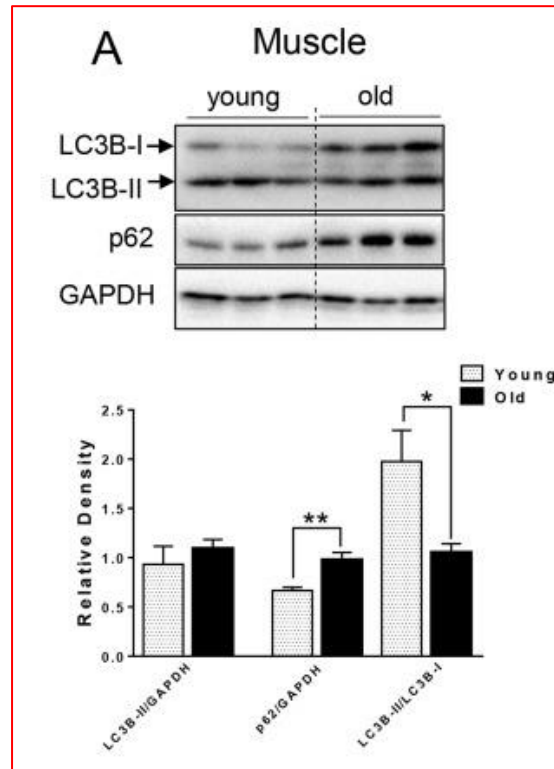 A
Muscle
young old
LC3B-I
LC3B-II
p62
GAPDH
Young
Old
Relative Density
2.5
2.0
1.5
1.0
0.5
0.0
*
**
LC3B-II/GAPDH
p62/GAPDH
LC3B-II/LC3B-I